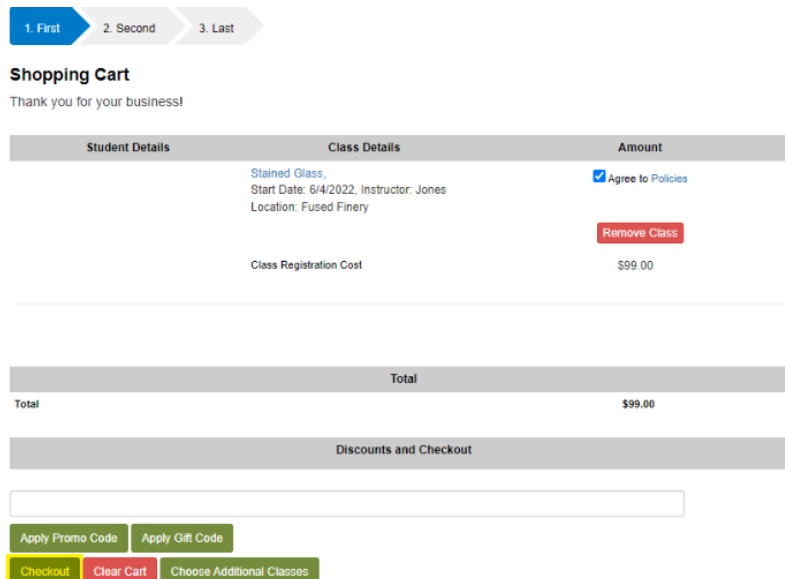 1. First 2. Second 3. Last
Shopping Cart
Thank you for your business!
Student Details Class Details Amount
Stained Glass, Agree to Policies
Start Date: 6/4/2022, Instructor: Jones
Location: Fused Finery
Remove Class
Class Registration Cost $99.00
Total
Total $99.00
Discounts and Checkout
Apply Promo Code Apply Gift Code
Checkout Clear Cart Choose Additional Classes